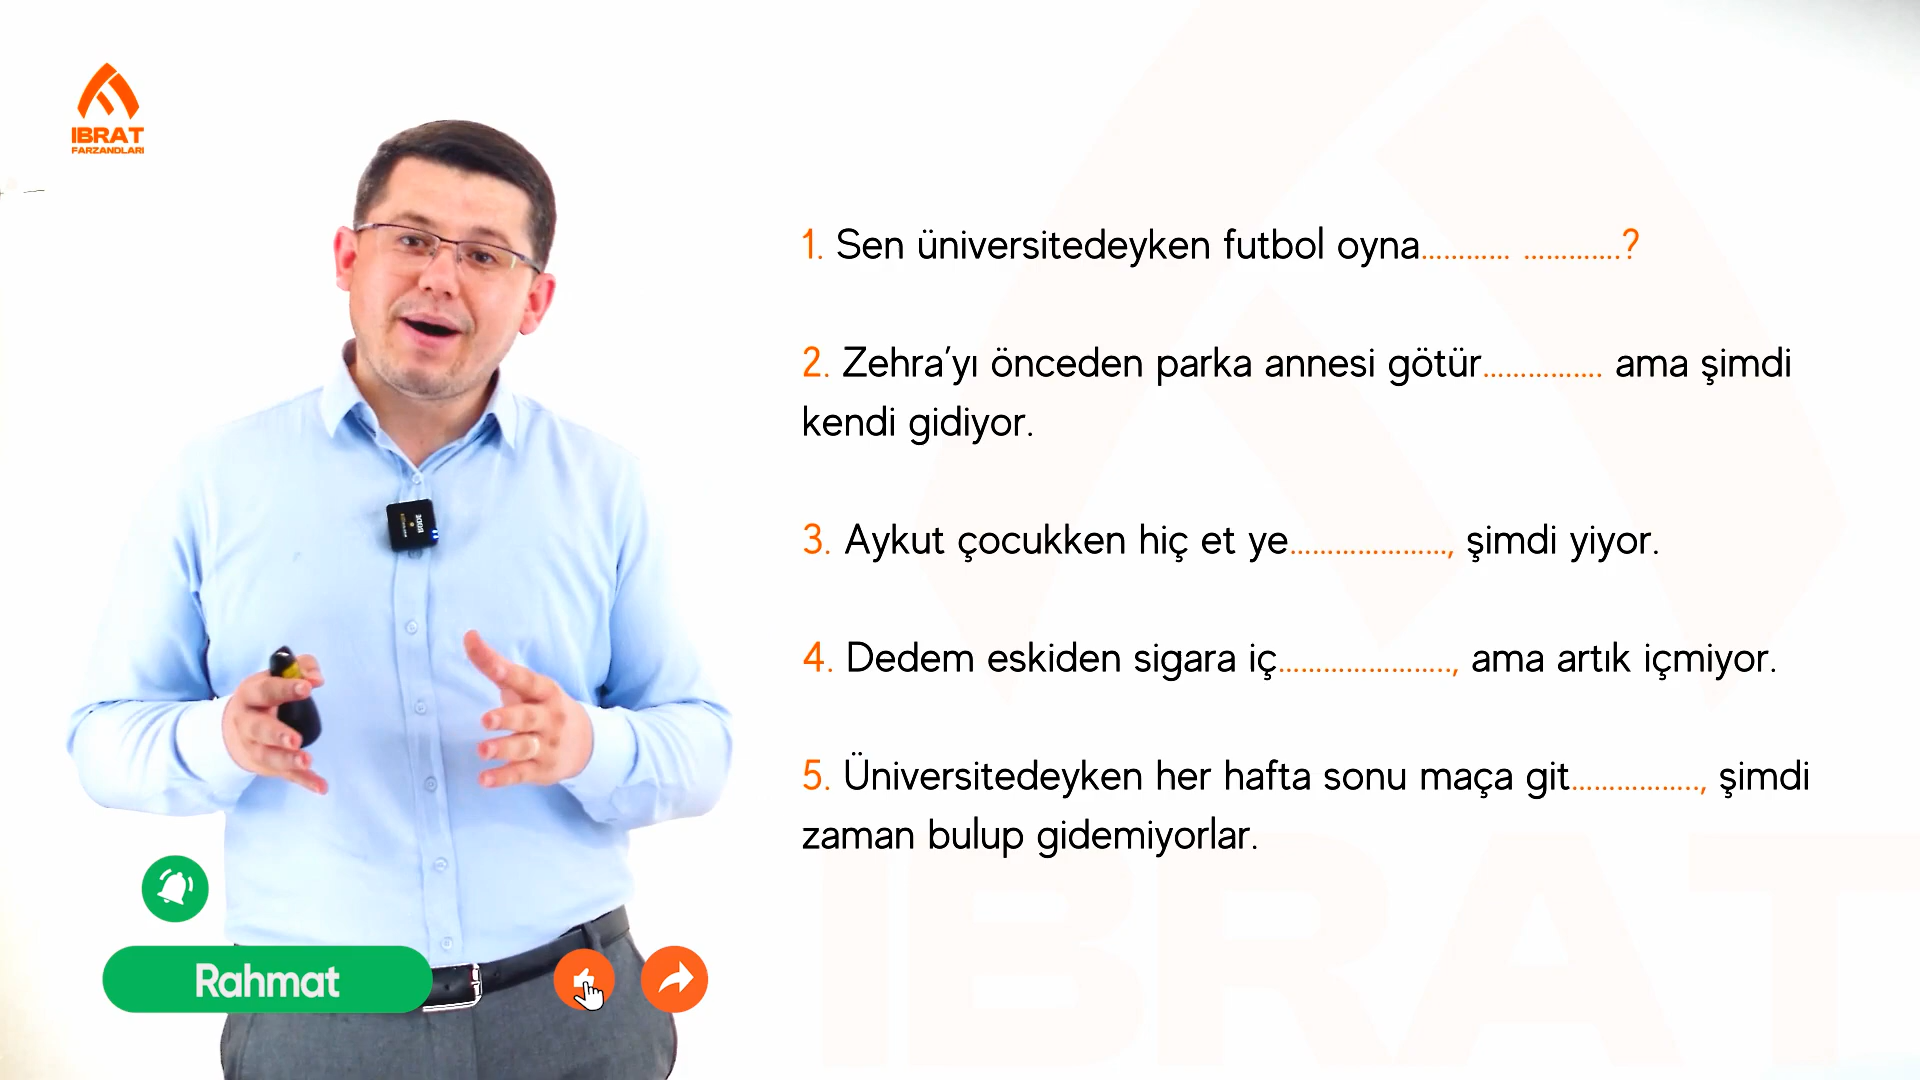 IBRAT
FARZANDLARI
1. Sen üniversitedeyken futbol oyna............ .............?
2. Zehra'yı önceden parka annesi götür................ ama şimdi
kendi gidiyor.
3. Aykut çocukken hiç et ye....................., şimdi yiyor.
4. Dedem eskiden sigara iç......................., ama artık içmiyor.
5. Üniversitedeyken her hafta sonu maça git................., şimdi
zaman bulup gidemiyorlar.
Rahmat
IBRAT